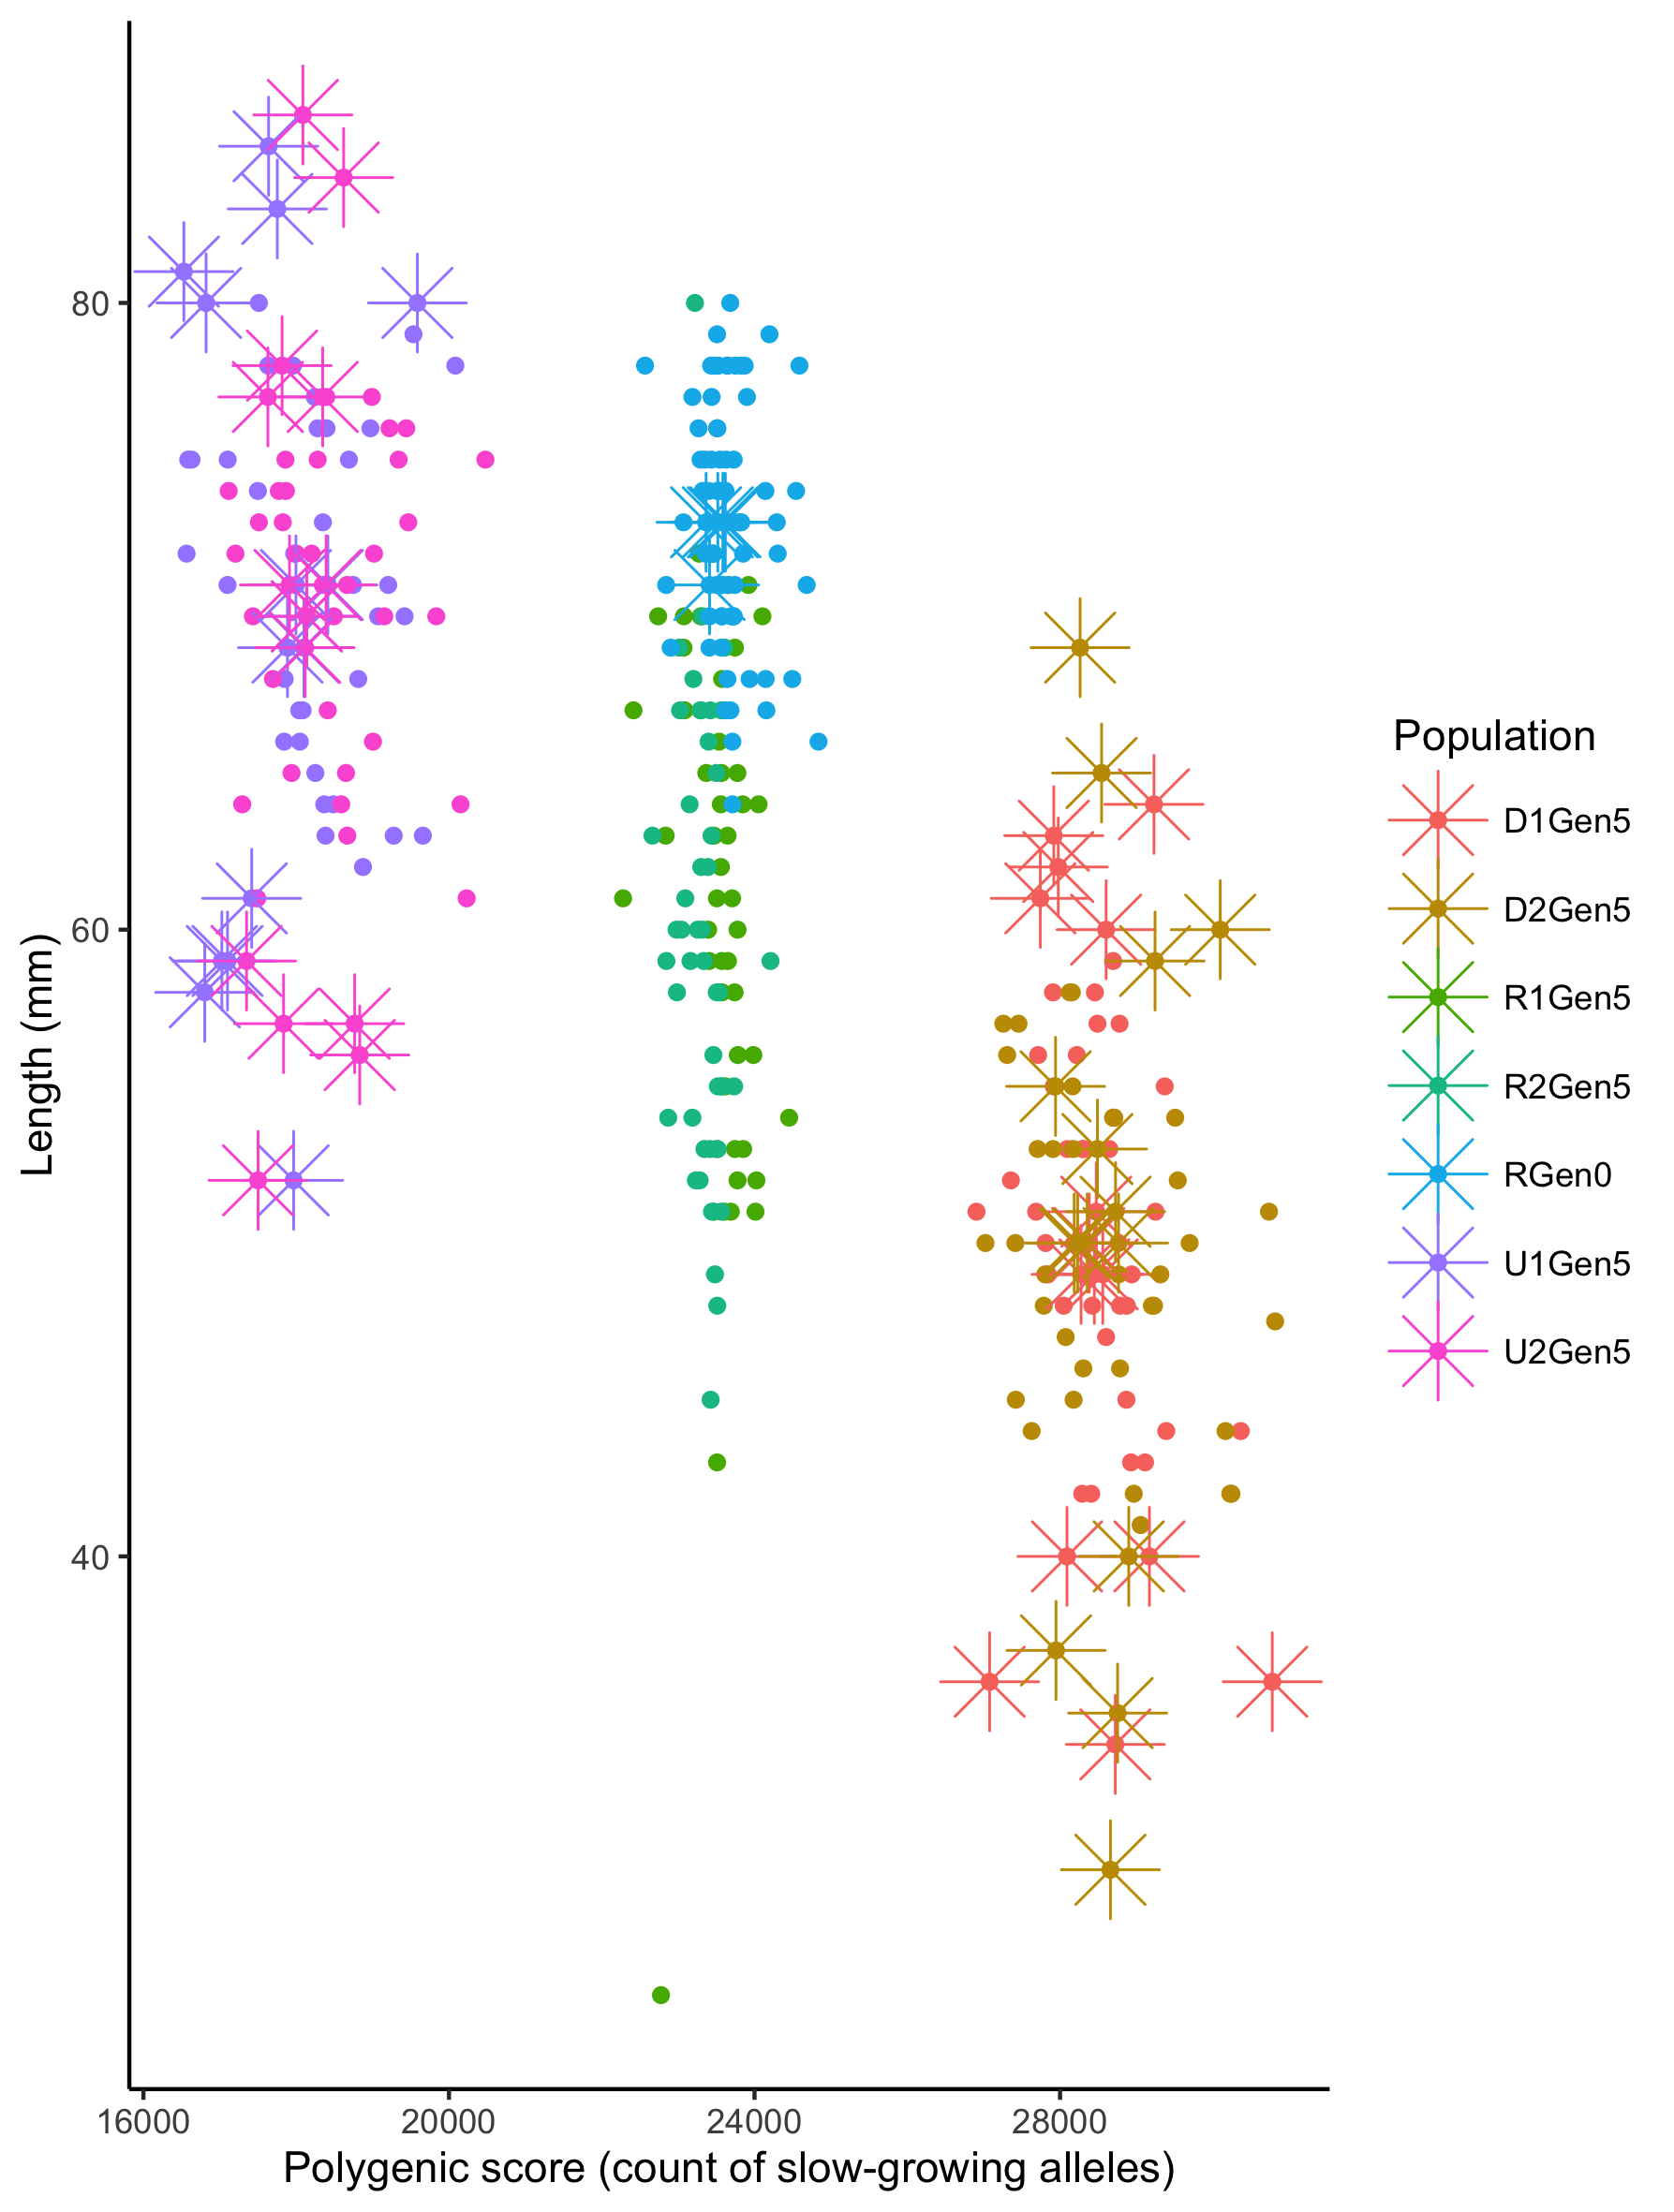 80
60
40
Length (mm)
16000
20000
24000
28000
Polygenic score (count of slow-growing alleles)
Population
D1Gen5
D2Gen5
R1Gen5
R2Gen5
RGen0
U1Gen5
U2Gen5